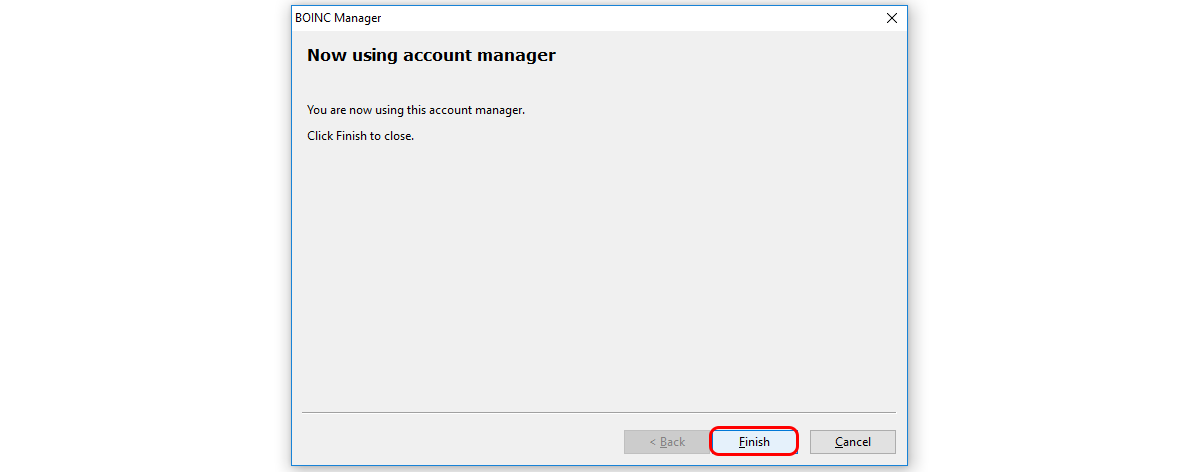 BOINC Manager
Now using account manager
You are now using this account manager.
Click Finish to close.
< Back
Finish
Cancel